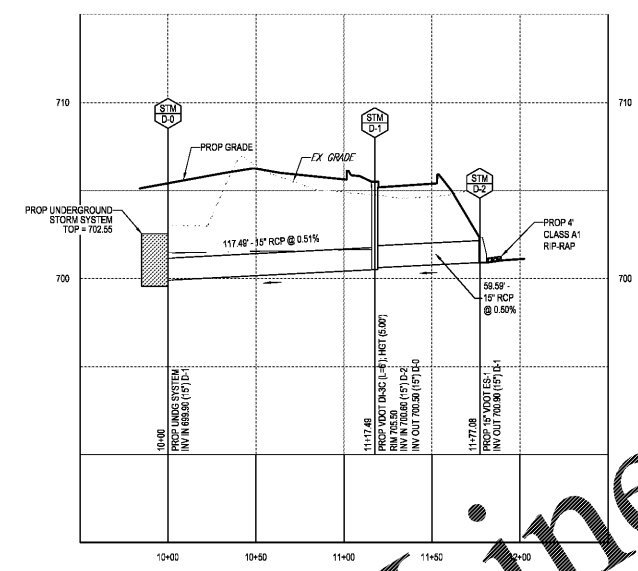 710
710
STM
D-0
STM
D-1
STM
D-2
PROP GRADE
EX GRADE
PROP UNDERGROUND
STORM SYSTEM
TOP = 702.55
117.49' - 15" RCP @ 0.51%
PROP 4'
CLASS A1
RIP-RAP
700
700
59.59' -
15" RCP
@ 0.50%
10+00
PROP UNDG SYSTEM
INV IN 699.90 (15") D-1
11+17.49
PROP VDOT DI-3C (L=6'); HGT (5.00')
RIM 705.50
INV IN 700.60 (15") D-2
INV OUT 700.50 (15") D-0
11+77.08
PROP 15" VDOT ES-1
INV OUT 700.90 (15") D-1
10+00
10+50
11+00
11+50
12+00